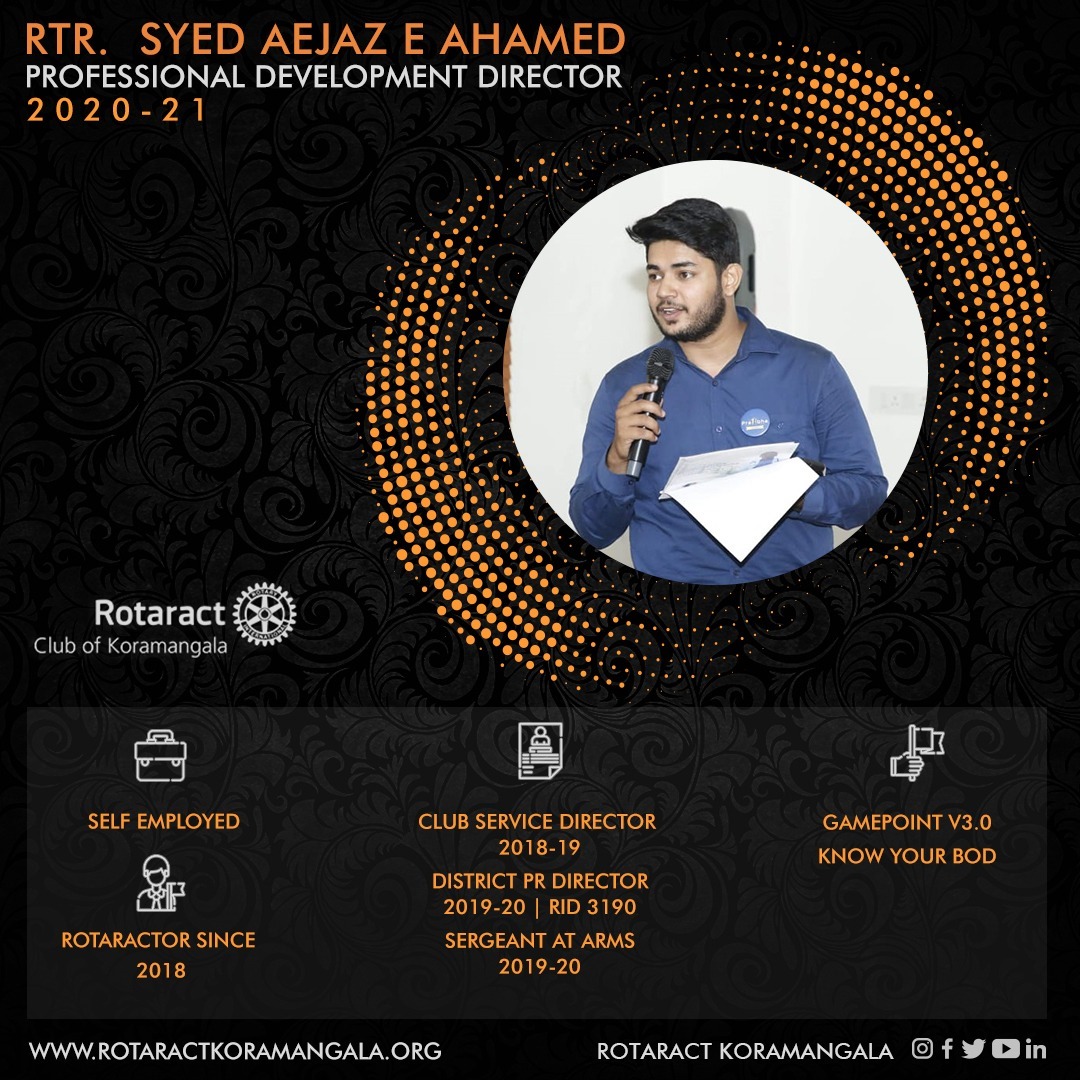 RTR. SYED AEJAZ E AHAMED
PROFESSIONAL DEVELOPMENT DIRECTOR
2020-21
Rotaract
Club of Koramangala
ROTARY
INTERNATIONAL
SELF EMPLOYED
ROTARACTOR SINCE
2018
CLUB SERVICE DIRECTOR
2018-19
DISTRICT PR DIRECTOR
2019-20 | RID 3190
SERGEANT AT ARMS
2019-20
GAMEPOINT V3.0
KNOW YOUR BOD
WWW.ROTARACTKORAMANGALA.ORG
ROTARACT KORAMANGALA